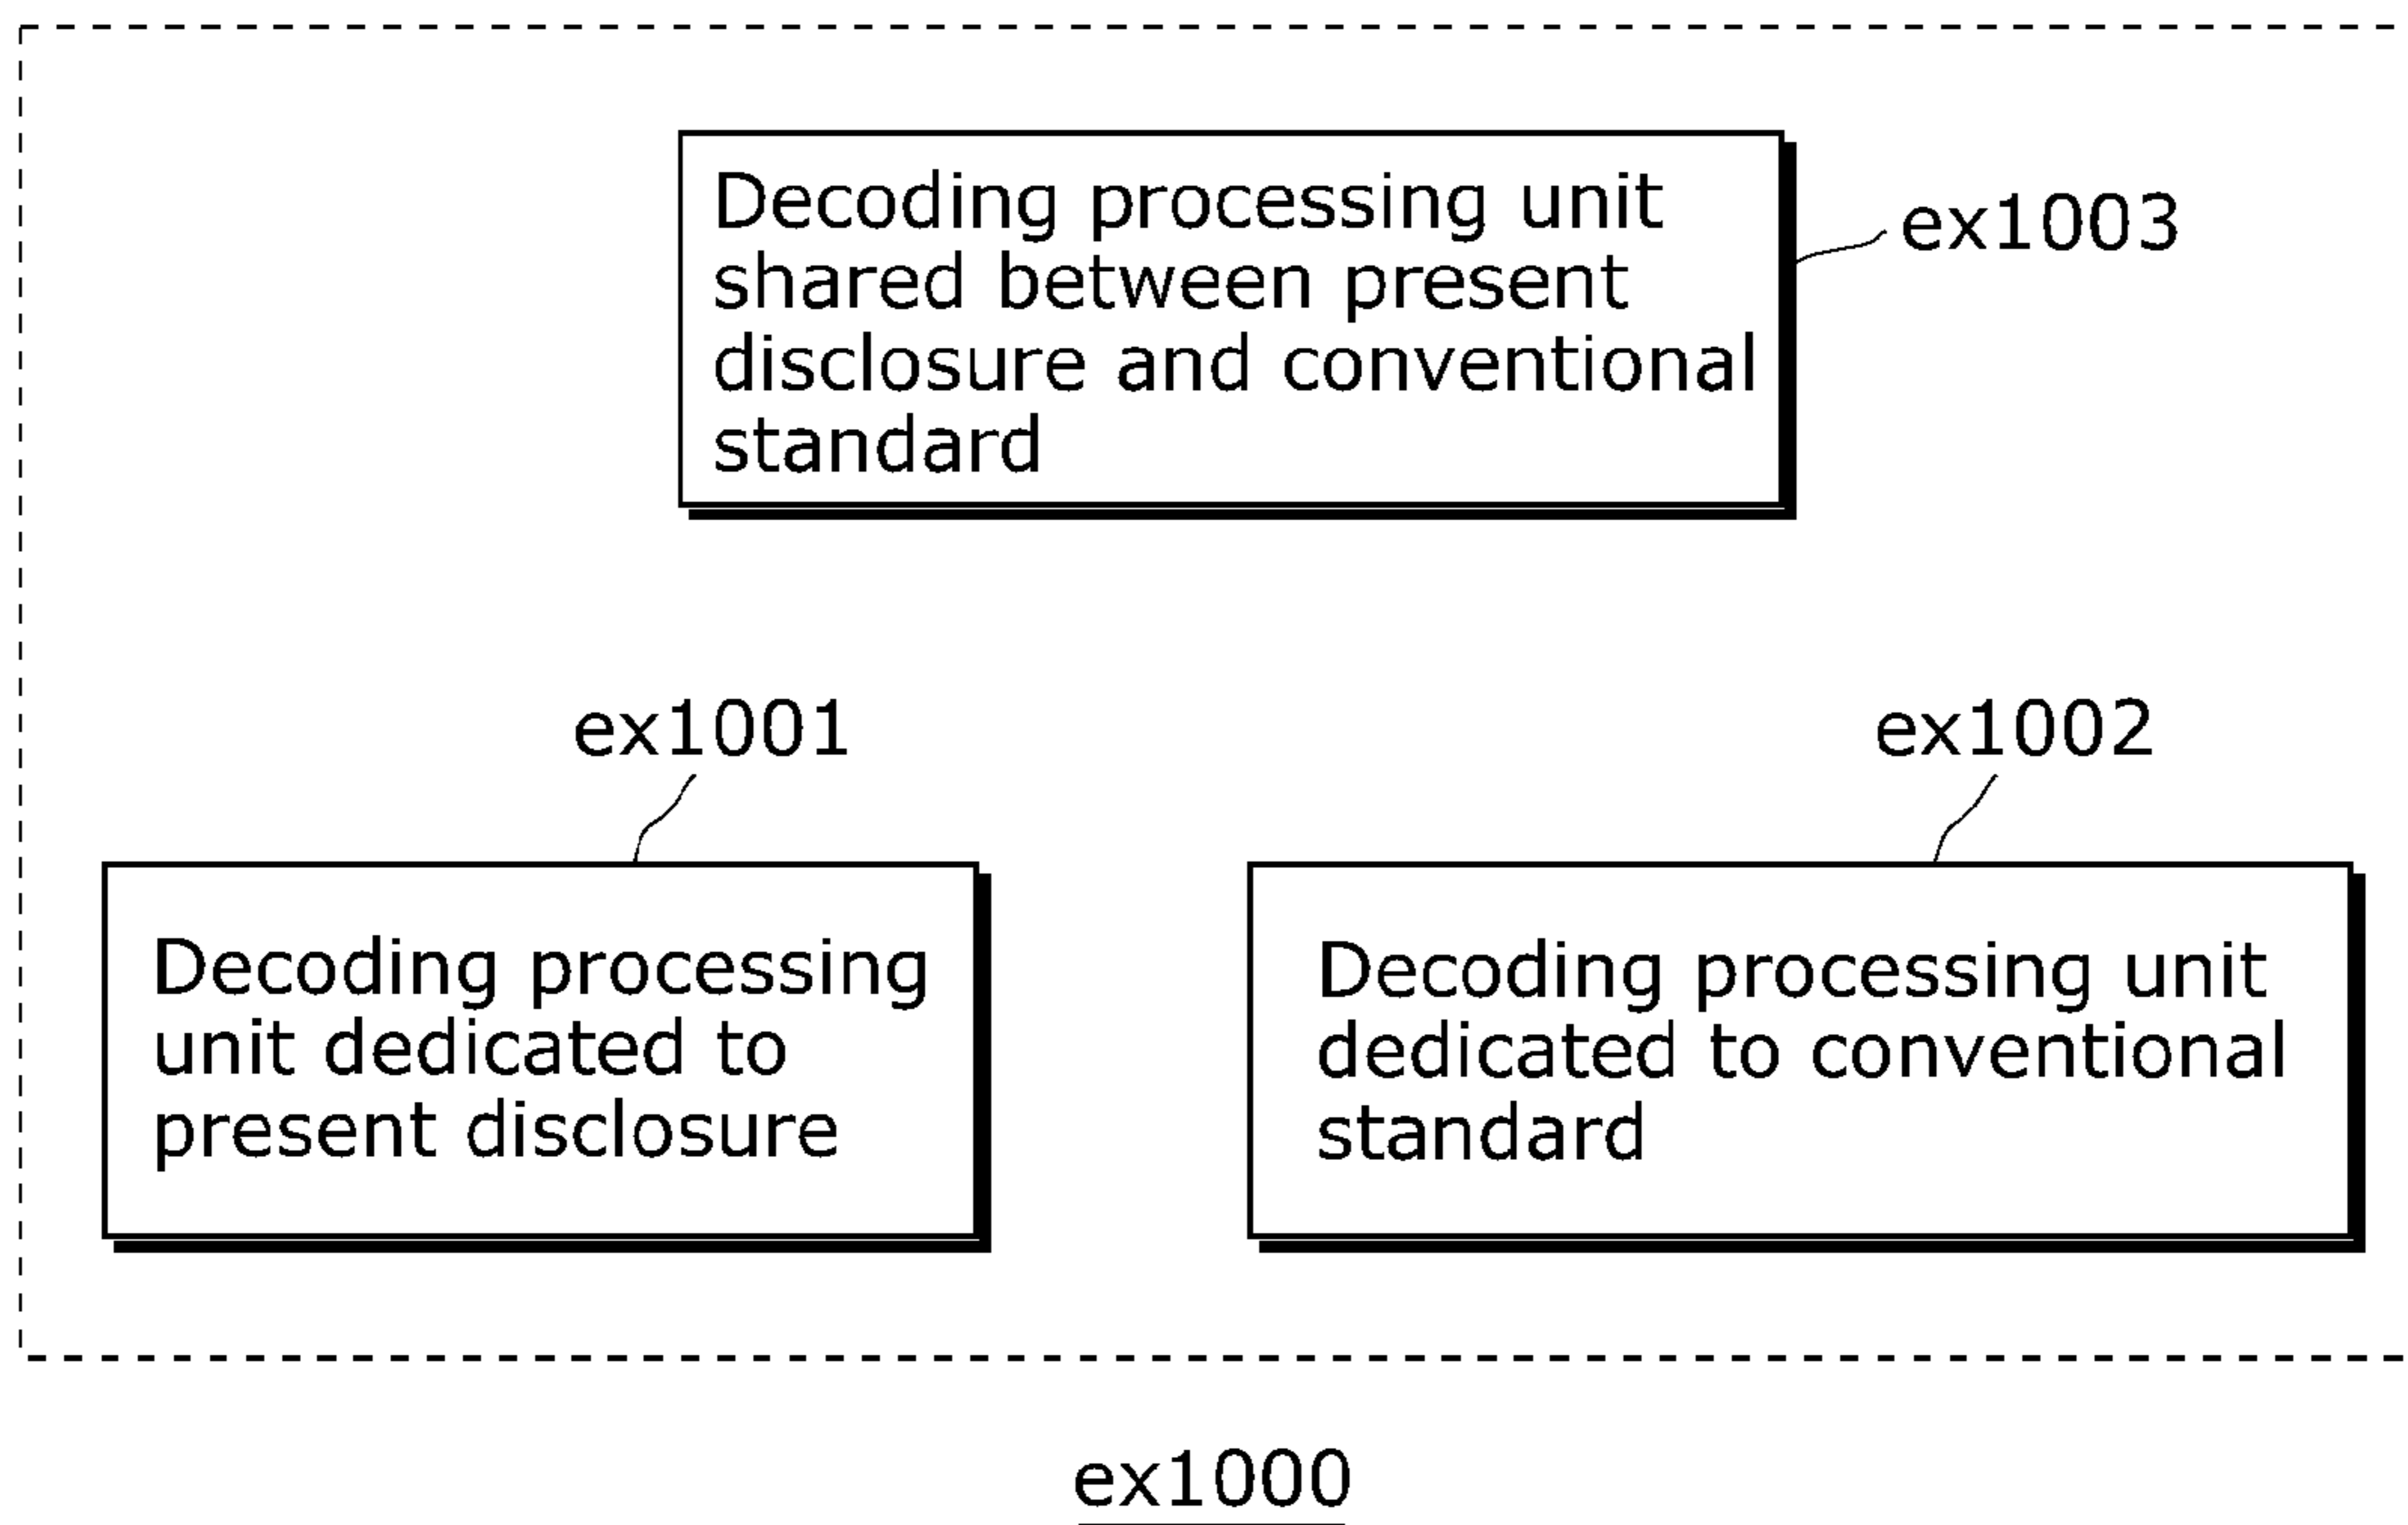 Decoding processing unit
shared between present
disclosure and conventional
standard
ex1003
ex1001
ex1002
Decoding processing
unit dedicated to
present disclosure
Decoding processing unit
dedicated to conventional
standard
ex1000